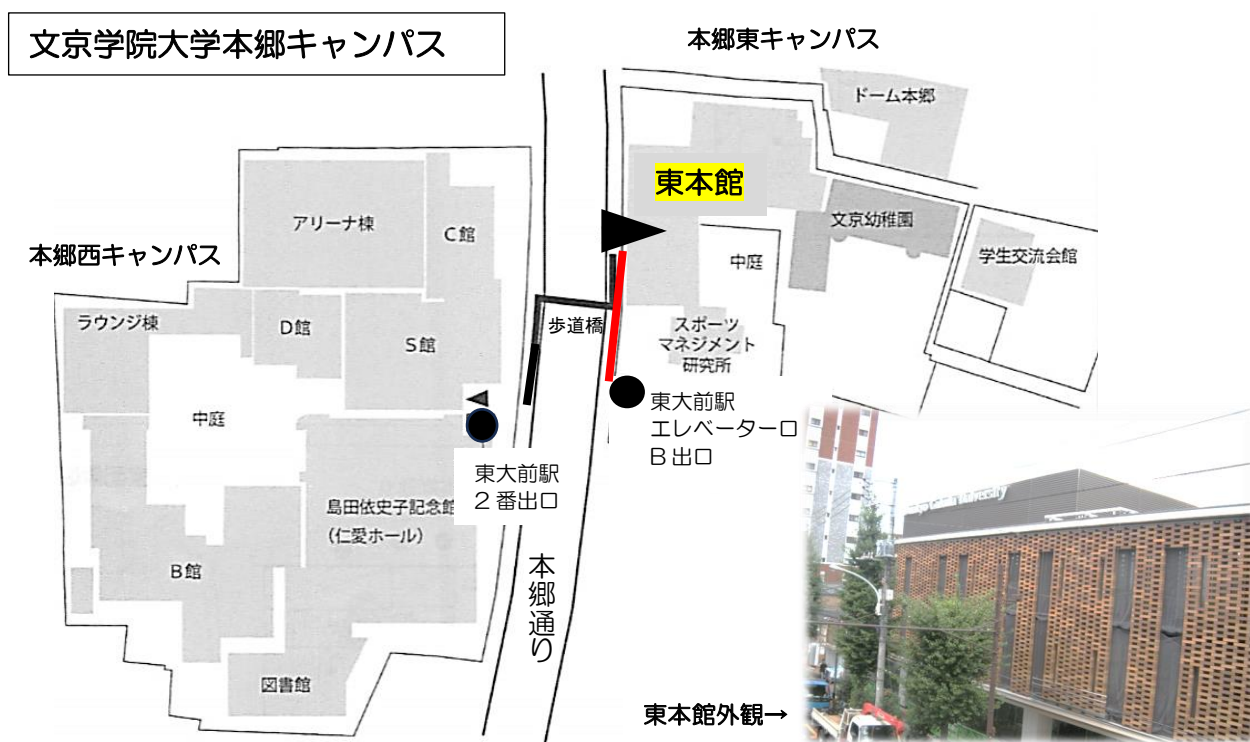 文京学院大学本郷キャンパス
本郷東キャンパス
ドーム本郷
東本館
文京幼稚園
アリーナ棟
C館
本郷西キャンパス
中庭
学生交流会館
ラウンジ棟
D館
S館
歩道橋
スポーツ
マネジメント
研究所
中庭
東大前駅
エレベーター口
B出口
東大前駅
2番出口
島田依史子記念館
(仁愛ホール)
B館
本郷通り
図書館
東本館外観→
University